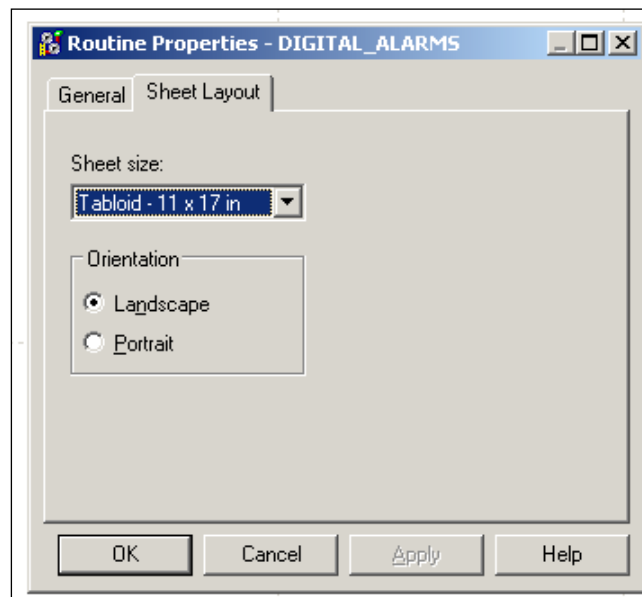 Routine Properties - DIGITAL_ALARMS
General
Sheet Layout
Sheet size:
Tabloid - 11 x 17 in
Orientation
Landscape
Portrait
OK
Cancel
Apply
Help